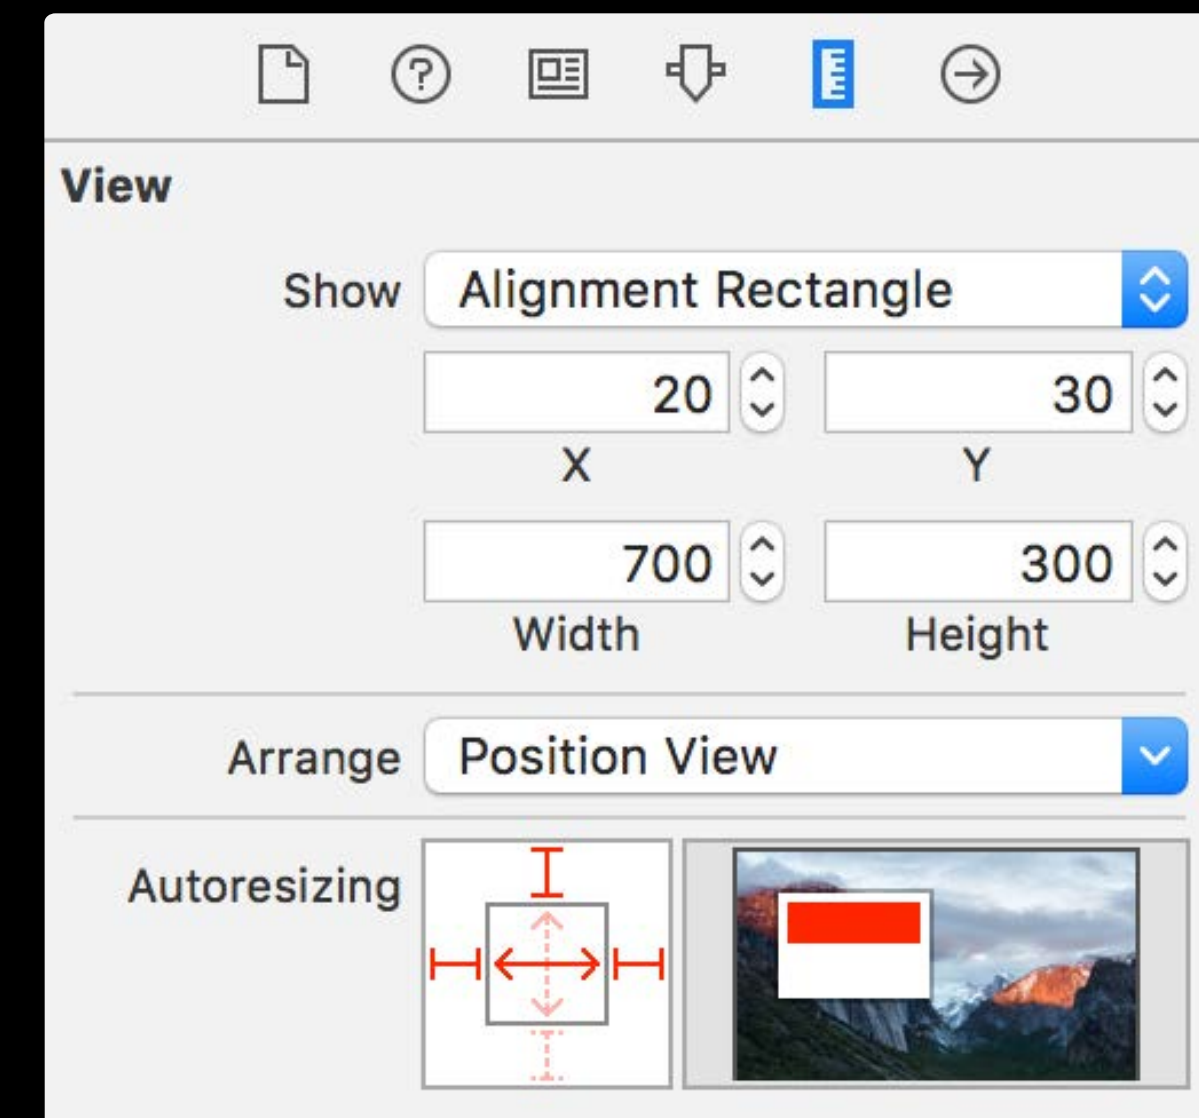 View
Show Alignment Rectangle
20 30
X Y
700 300
Width Height
Arrange Position View
Autoresizing